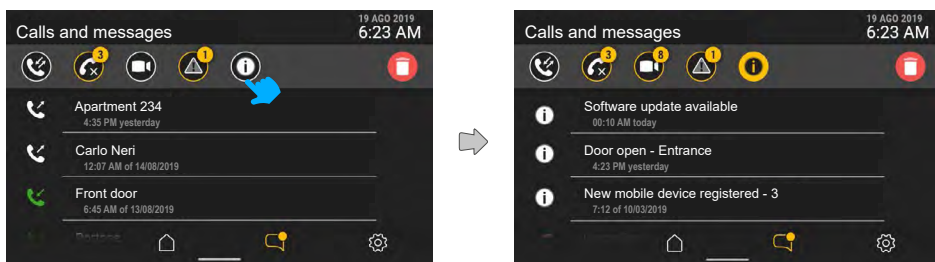 19 AGO 2019
Calls and messages
6:23 AM
3
1
Apartment 234
4:35 PM yesterday
Carlo Neri
12:07 AM of 14/08/2019
Front door
6:45 AM of 13/08/2019
19 AGO 2019
Calls and messages
6:23 AM
3
8
1
Software update available
00:10 AM today
Door open - Entrance
4:23 PM yesterday
New mobile device registered - 3
7:12 of 10/03/2019